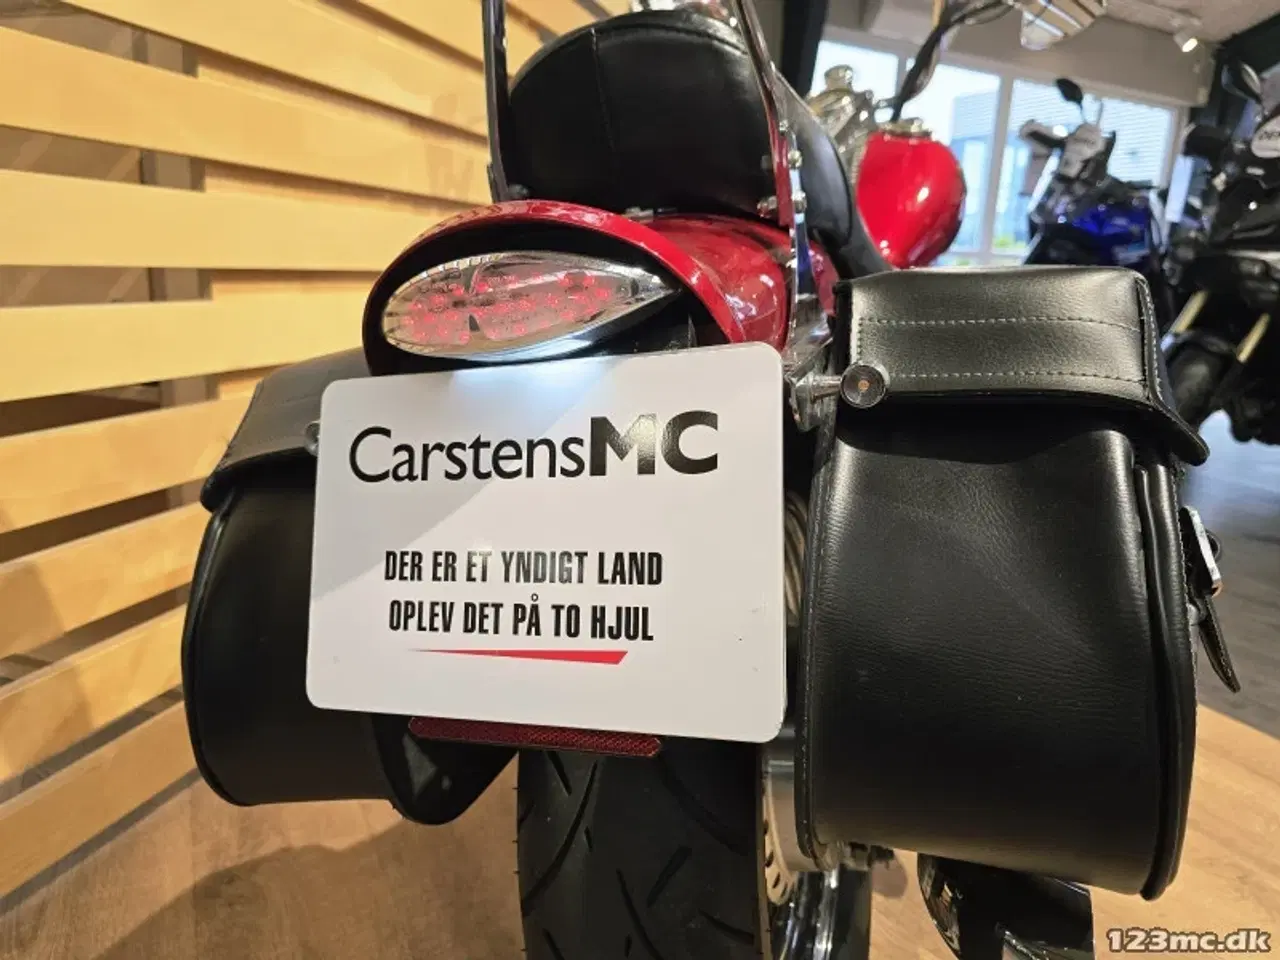 CarstensMC
DER ER ET YNDIGT LAND
OPLEV DET PÅ TO HJUL
123mc.dk